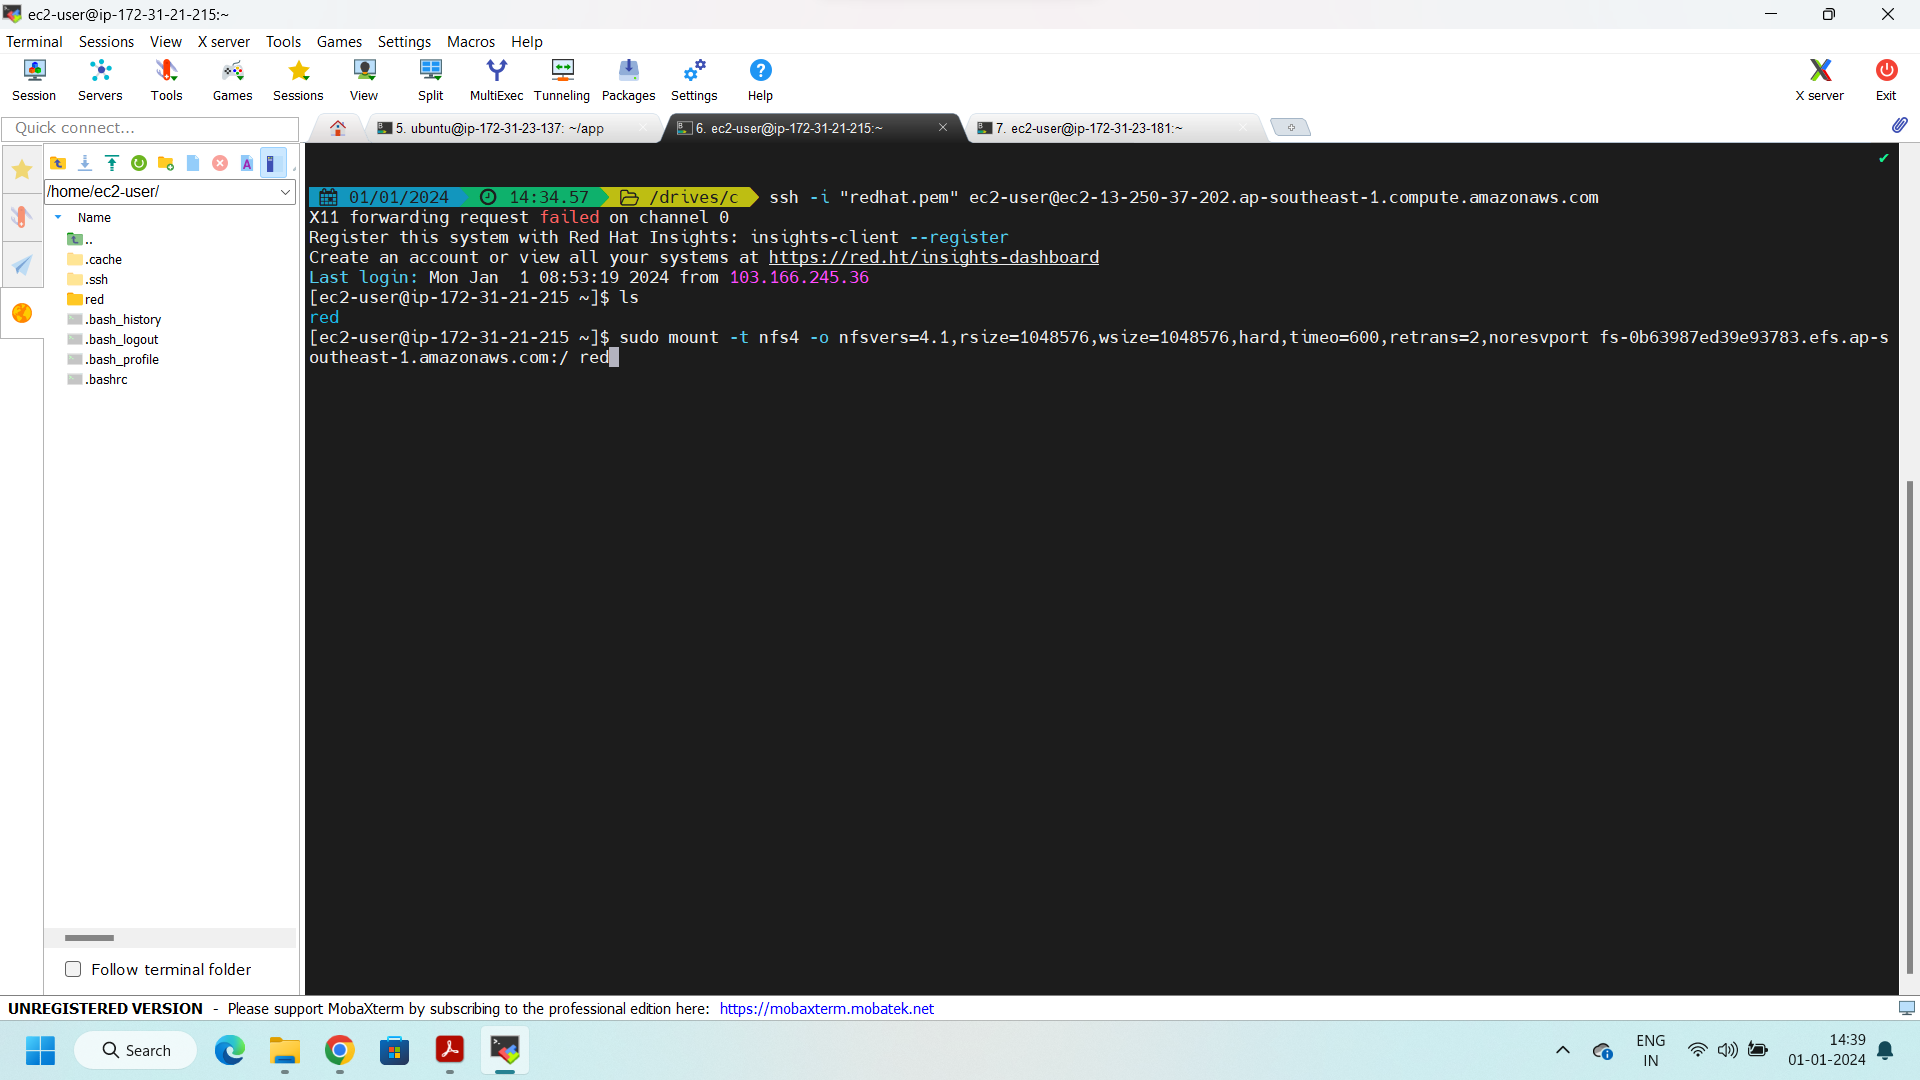 ec2-user@ip-172-31-21-215:~
Terminal Sessions View X server Tools Games Settings Macros Help
Session Servers Tools Games Sessions View Split MultiExec Tunneling Packages Settings Help X server Exit
Quick connect...
5. ubuntu@ip-172-31-23-137: ~/app
6. ec2-user@ip-172-31-21-215:~
7. ec2-user@ip-172-31-23-181:~
/home/ec2-user/
Name
..
.cache
.ssh
red
.bash_history
.bash_logout
.bash_profile
.bashrc
Follow terminal folder
01/01/2024 14:34.57 /drives/c ssh -i "redhat.pem" ec2-user@ec2-13-250-37-202.ap-southeast-1.compute.amazonaws.com
X11 forwarding request failed on channel 0
Register this system with Red Hat Insights: insights-client --register
Create an account or view all your systems at https://red.ht/insights-dashboard
Last login: Mon Jan  1 08:53:19 2024 from 103.166.245.36
[ec2-user@ip-172-31-21-215 ~]$ ls
red
[ec2-user@ip-172-31-21-215 ~]$ sudo mount -t nfs4 -o nfsvers=4.1,rsize=1048576,wsize=1048576,hard,timeo=600,retrans=2,noresvport fs-0b63987ed39e93783.efs.ap-s
outheast-1.amazonaws.com:/ red
UNREGISTERED VERSION - Please support MobaXterm by subscribing to the professional edition here: https://mobaxterm.mobatek.net
Search
ENG
IN
14:39
01-01-2024